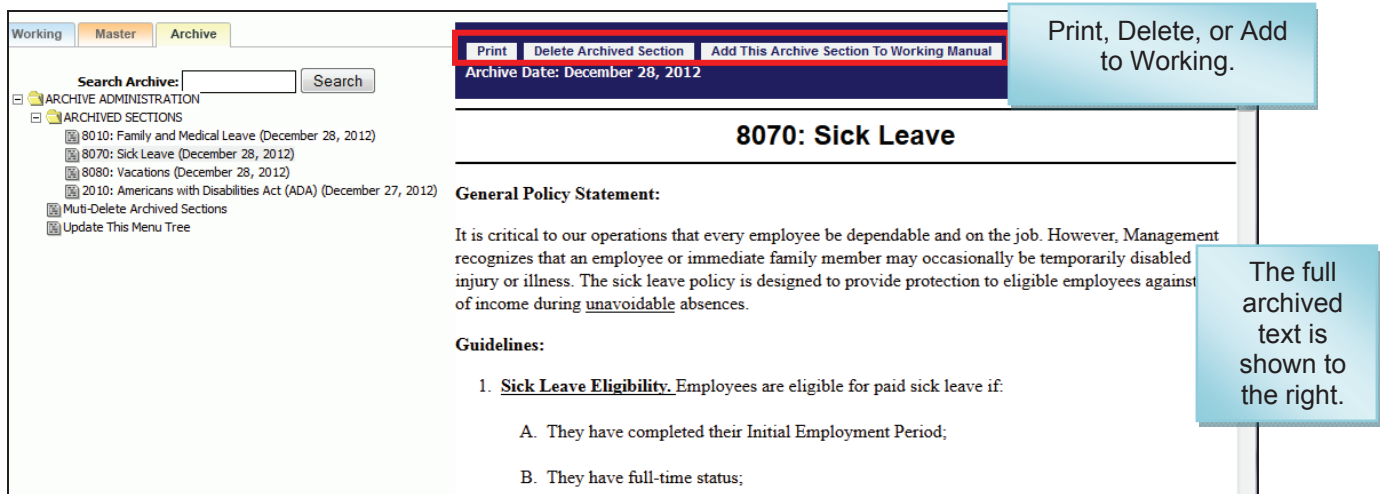 Working Master Archive
Search Archive: Search
ARCHIVE ADMINISTRATION
ARCHIVED SECTIONS
8010: Family and Medical Leave (December 28, 2012)
8070: Sick Leave (December 28, 2012)
8080: Vacations (December 28, 2012)
2010: Americans with Disabilities Act (ADA) (December 27, 2012)
Muti-Delete Archived Sections
Update This Menu Tree
Print Delete Archived Section Add This Archive Section To Working Manual
Archive Date: December 28, 2012
Print, Delete, or Add
to Working.
8070: Sick Leave
General Policy Statement:
It is critical to our operations that every employee be dependable and on the job. However, Management
recognizes that an employee or immediate family member may occasionally be temporarily disabled
injury or illness. The sick leave policy is designed to provide protection to eligible employees against
of income during unavoidable absences.
Guidelines:
1. Sick Leave Eligibility. Employees are eligible for paid sick leave if:
A. They have completed their Initial Employment Period;
B. They have full-time status;
The full
archived
text is
shown to
the right.